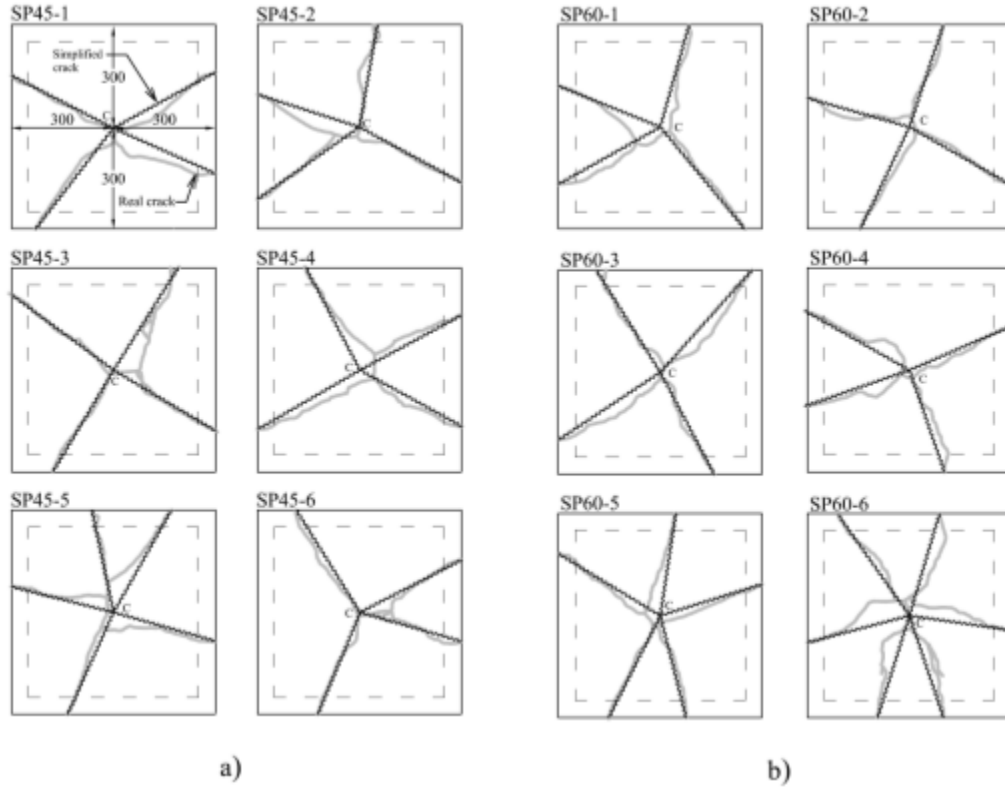 SP45-1
SP45-2
SP60-1
SP60-2
Simplified
crack
300
C
300
300
300
Real crack
C
C
C
SP45-3
SP45-4
SP60-3
SP60-4
C
C
C
C
SP45-5
SP45-6
SP60-5
SP60-6
C
C
C
C
a)
b)